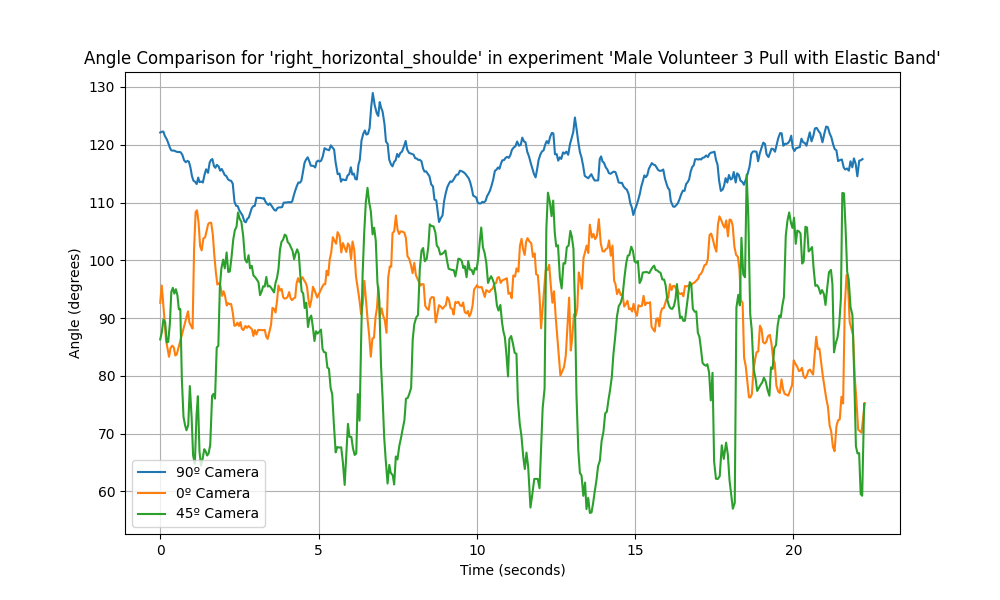 Angle Comparison for 'right_horizontal_shoulde' in experiment 'Male Volunteer 3 Pull with Elastic Band'
130
120
110
100
90
80
70
60
Angle (degrees)
90º Camera
0º Camera
45º Camera
0 5 10 15 20
Time (seconds)